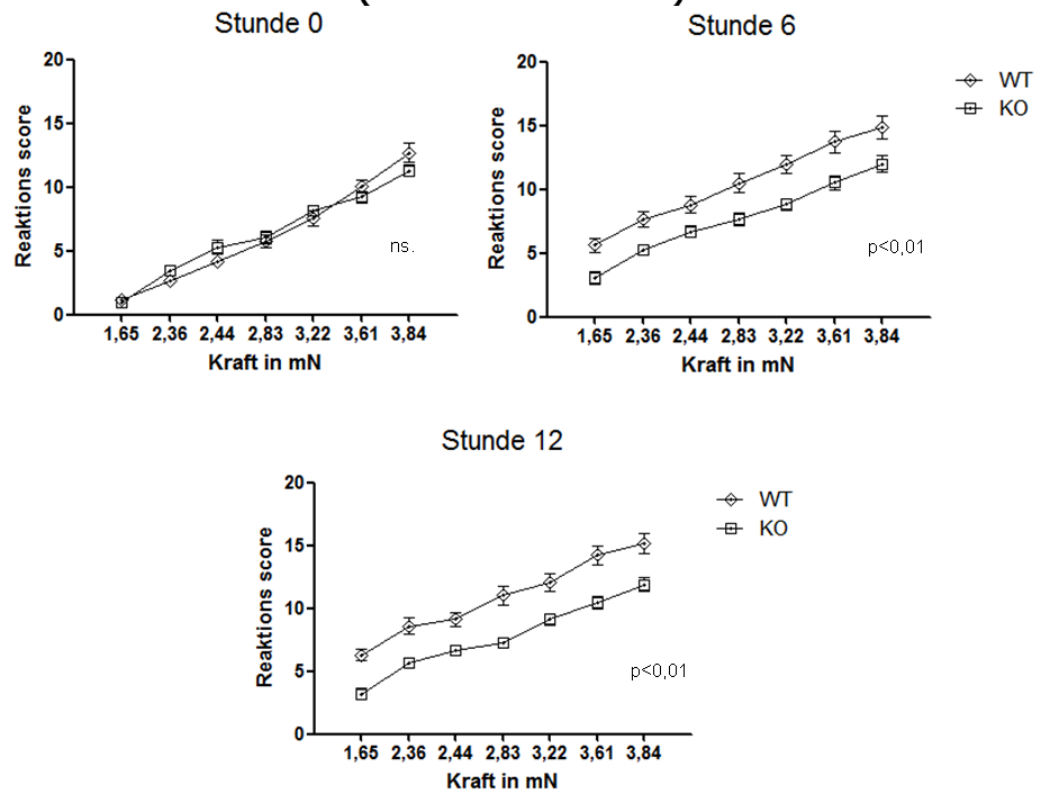 Stunde 0
Reaktions score
20
15
10
5
0
ns.
1,65 2,36 2,44 2,83 3,22 3,61 3,84
Kraft in mN
Stunde 6
Reaktions score
20
15
10
5
0
WT
KO
p<0,01
1,65 2,36 2,44 2,83 3,22 3,61 3,84
Kraft in mN
Stunde 12
Reaktions score
20
15
10
5
0
WT
KO
p<0,01
1,65 2,36 2,44 2,83 3,22 3,61 3,84
Kraft in mN